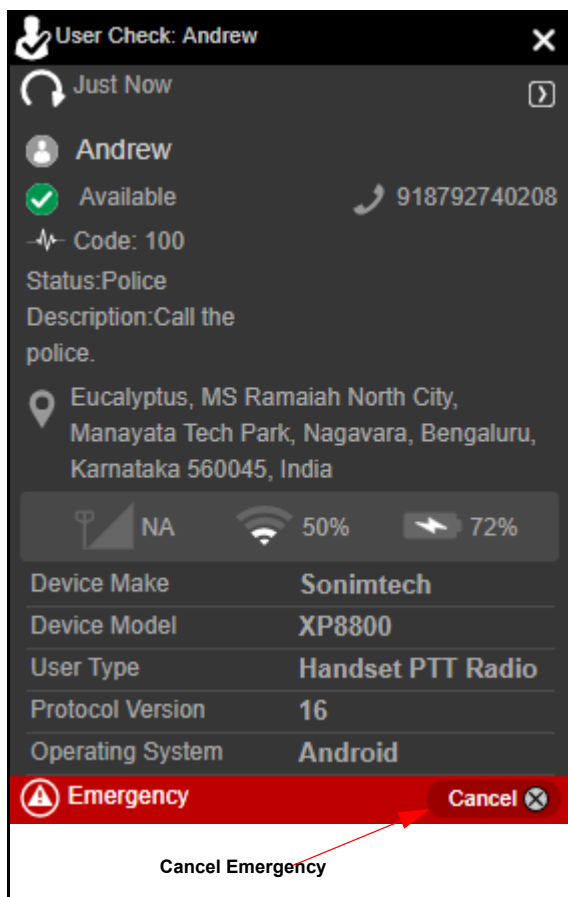 User Check: Andrew
Just Now
Andrew
Available 918792740208
Code: 100
Status:Police
Description:Call the
police.
Eucalyptus, MS Ramaiah North City,
Manayata Tech Park, Nagavara, Bengaluru,
Karnataka 560045, India
NA 50% 72%
Device Make Sonimtech
Device Model XP8800
User Type Handset PTT Radio
Protocol Version 16
Operating System Android
Emergency Cancel
Cancel Emergency